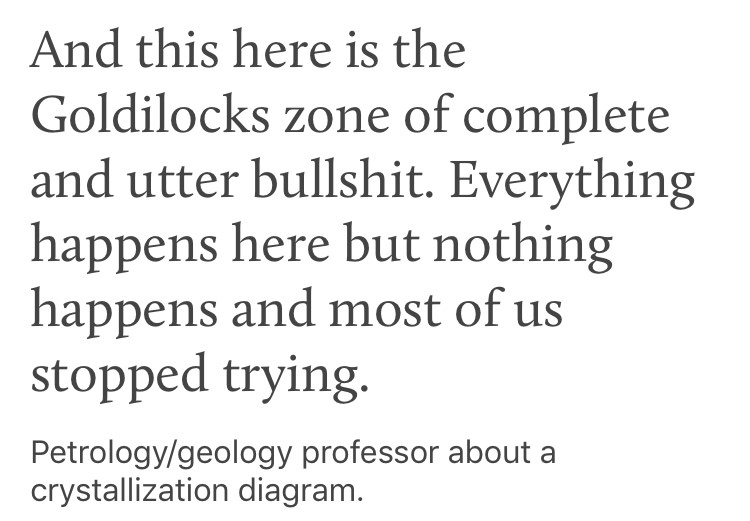 And this here is the
Goldilocks zone of complete
and utter bullshit. Everything
happens here but nothing
happens and most of us
stopped trying.
Petrology/geology professor about a
crystallization diagram.